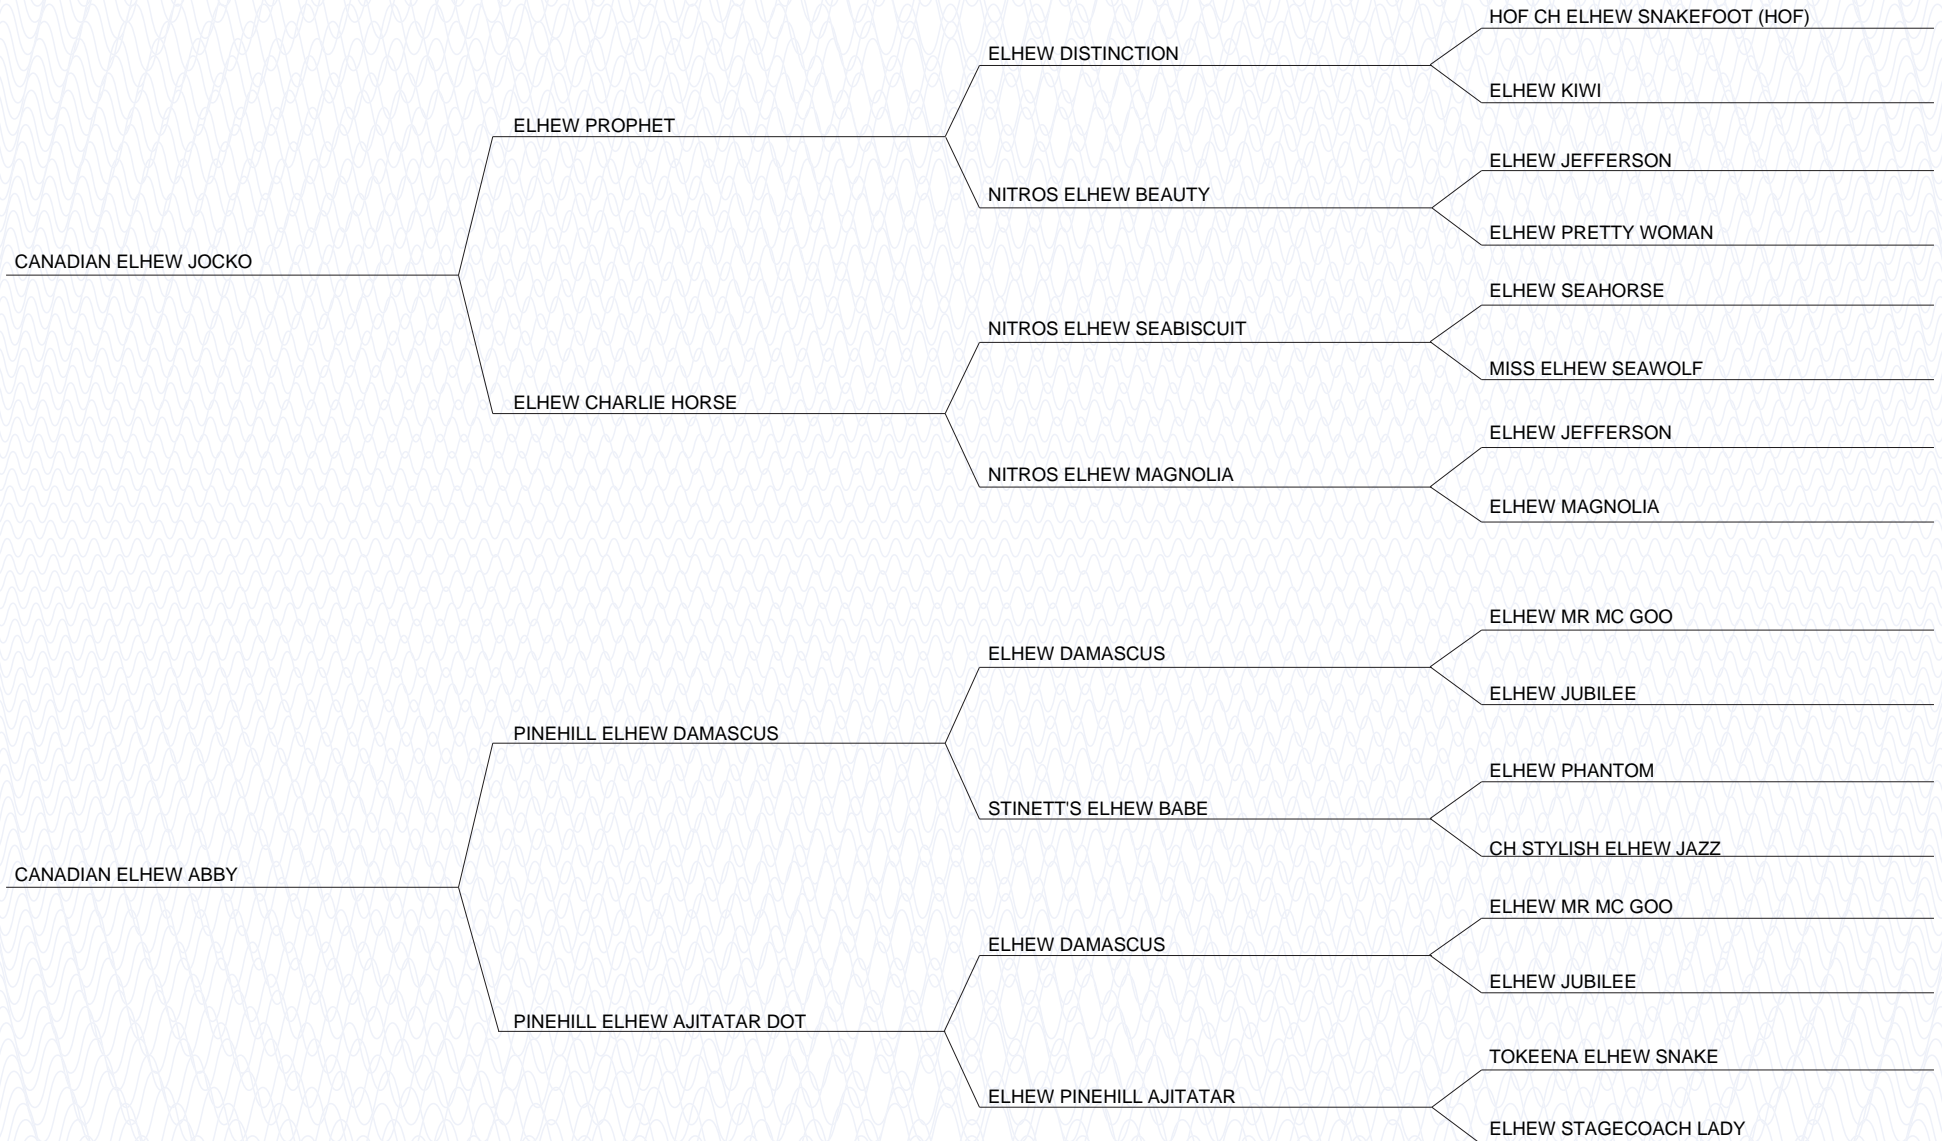 HOF CH ELHEW SNAKEFOOT (HOF)
ELHEW DISTINCTION
ELHEW KIWI
ELHEW PROPHET
ELHEW JEFFERSON
NITROS ELHEW BEAUTY
ELHEW PRETTY WOMAN
CANADIAN ELHEW JOCKO
ELHEW SEAHORSE
NITROS ELHEW SEABISCUIT
MISS ELHEW SEAWOLF
ELHEW CHARLIE HORSE
ELHEW JEFFERSON
NITROS ELHEW MAGNOLIA
ELHEW MAGNOLIA
ELHEW MR MC GOO
ELHEW DAMASCUS
ELHEW JUBILEE
PINEHILL ELHEW DAMASCUS
ELHEW PHANTOM
STINETT'S ELHEW BABE
CH STYLISH ELHEW JAZZ
CANADIAN ELHEW ABBY
ELHEW MR MC GOO
ELHEW DAMASCUS
ELHEW JUBILEE
PINEHILL ELHEW AJITATAR DOT
TOKEENA ELHEW SNAKE
ELHEW PINEHILL AJITATAR
ELHEW STAGECOACH LADY